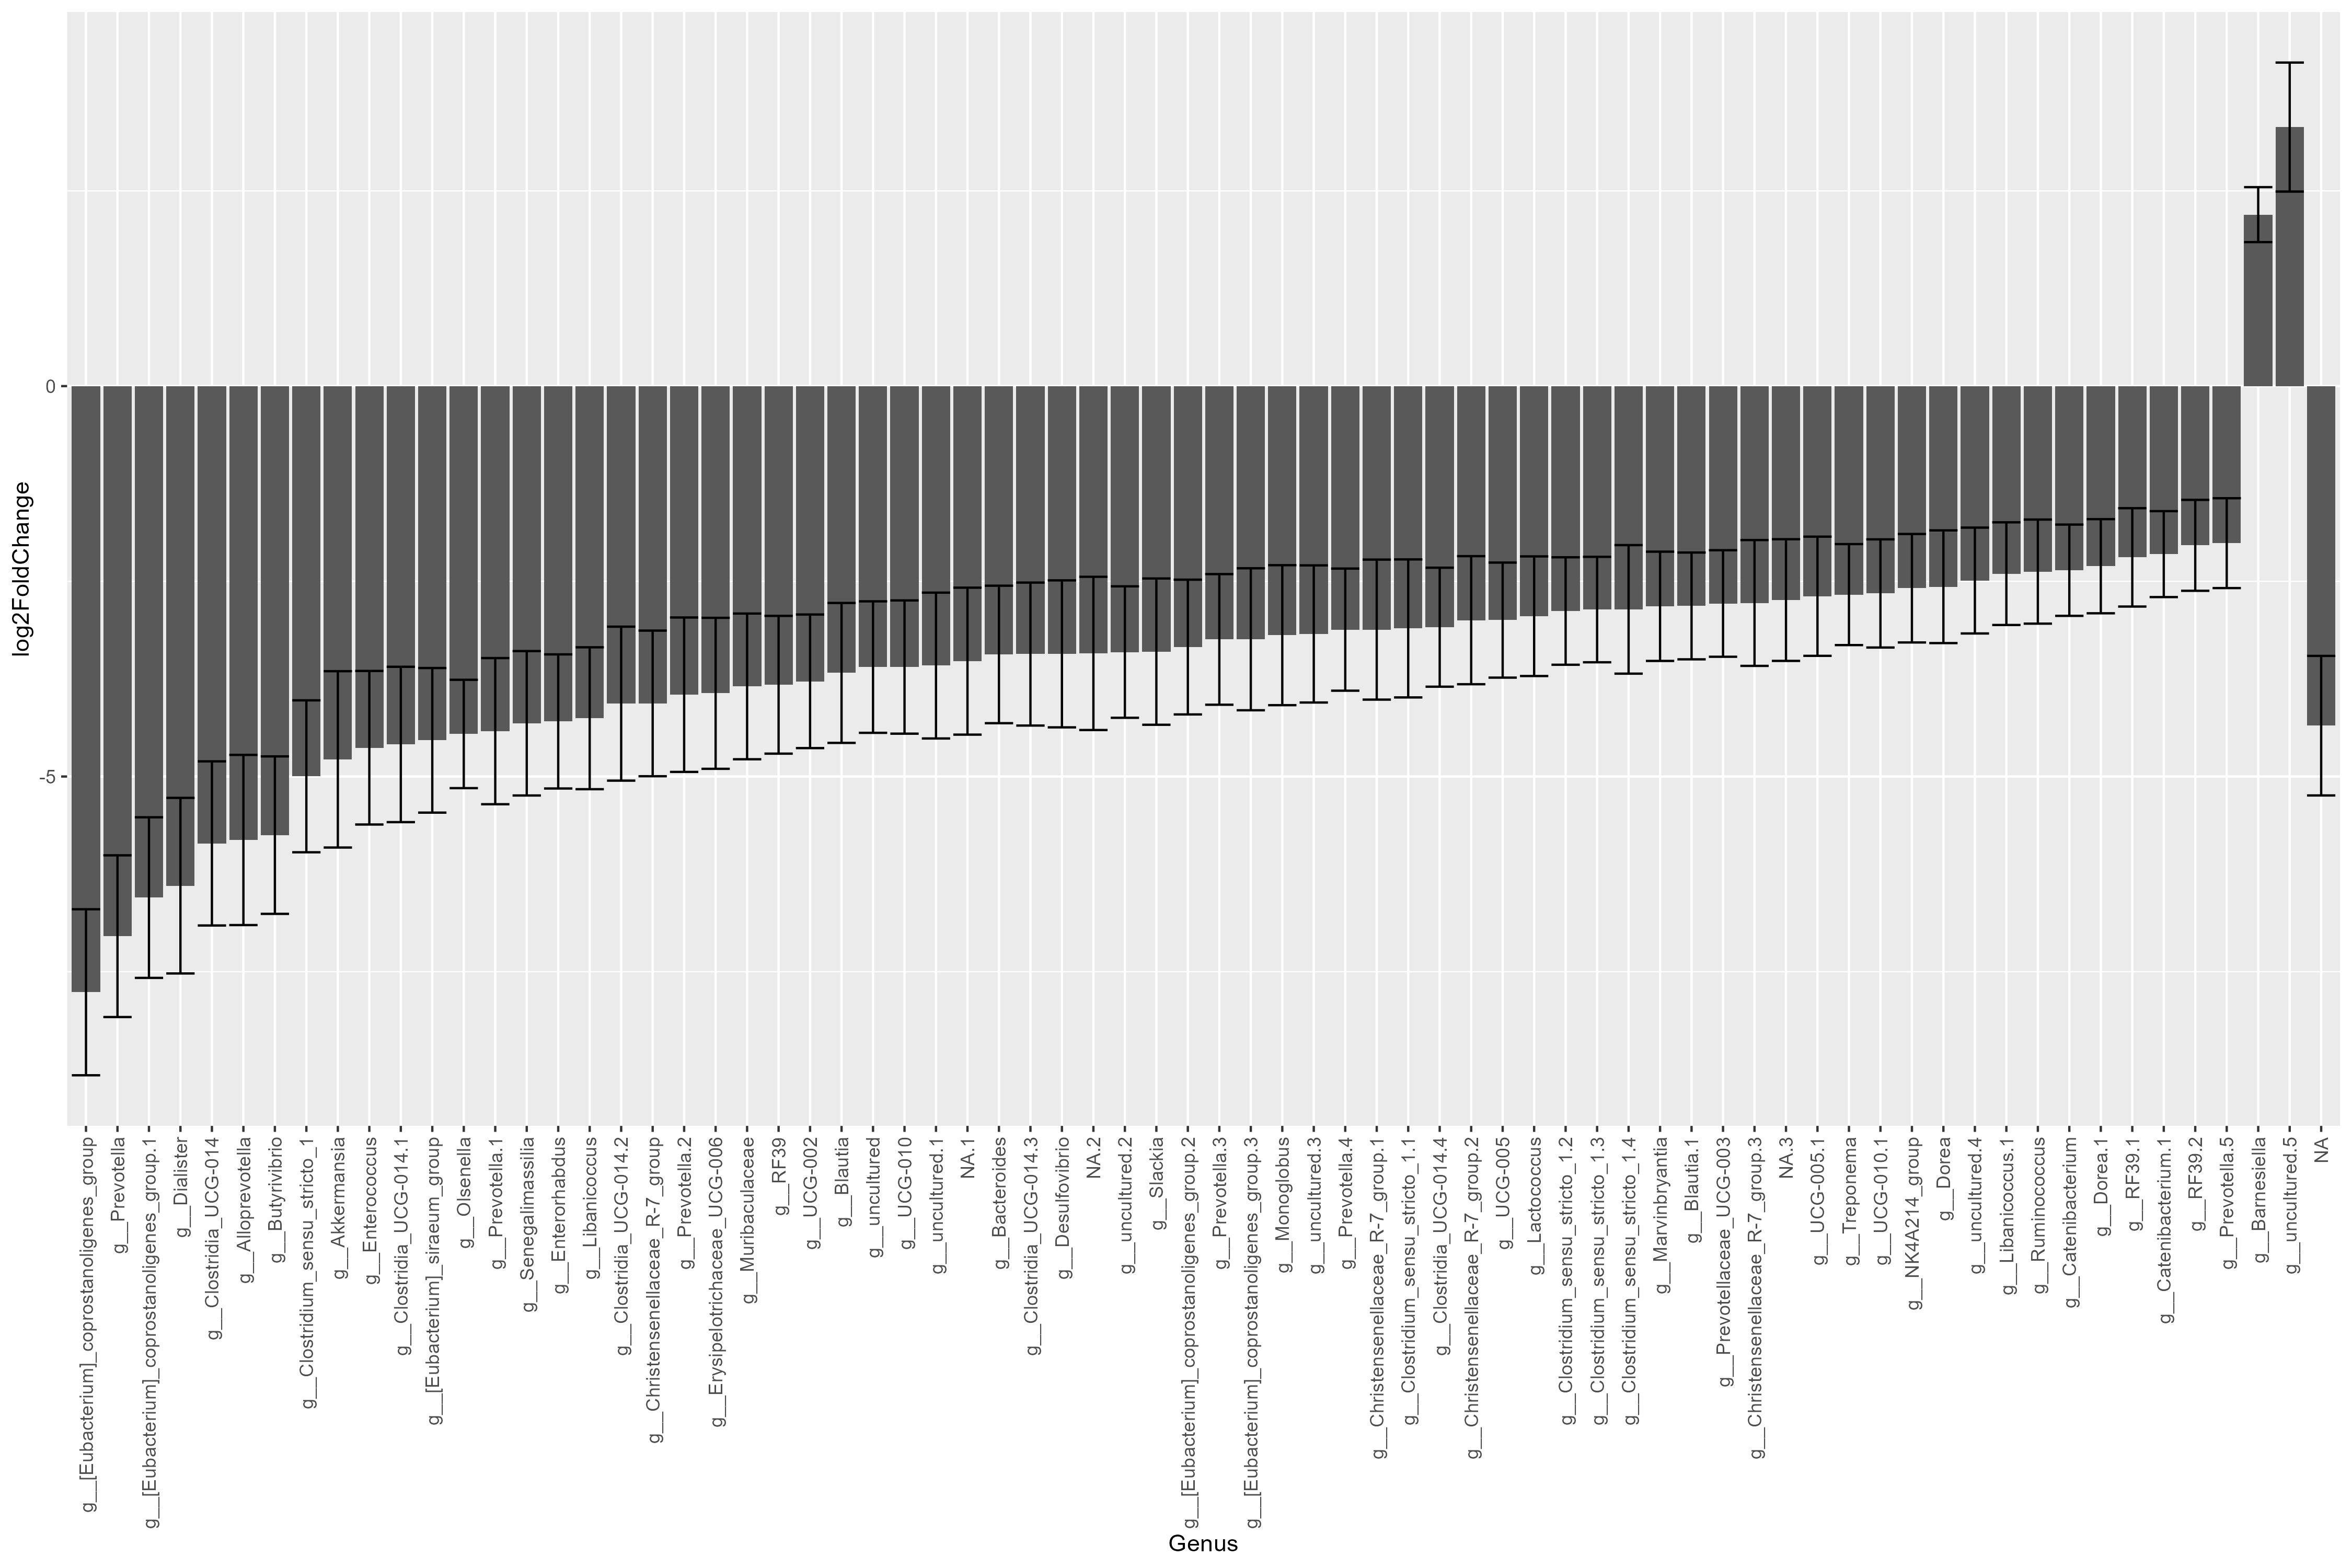 log2FoldChange
0
-5
g__[Eubacterium]_coprostanoligenes_group
g__Prevotella
g__[Eubacterium]_coprostanoligenes_group.1
g__Dialister
g__Clostridia_UCG-014
g__Alloprevotella
g__Butyrivibrio
g__Clostridium_sensu_stricto_1
g__Akkermansia
g__Enterococcus
g__Clostridia_UCG-014.1
g__[Eubacterium]_siraeum_group
g__Olsenella
g__Prevotella.1
g__Senegalimassilia
g__Enterorhabdus
g__Libanicoccus
g__Clostridia_UCG-014.2
g__Christensenellaceae_R-7_group
g__Prevotella.2
g__Erysipelotrichaceae_UCG-006
g__Muribaculaceae
g__RF39
g__UCG-002
g__Blautia
g__uncultured
g__UCG-010
g__uncultured.1
NA.1
g__Bacteroides
g__Clostridia_UCG-014.3
g__Desulfovibrio
NA.2
g__uncultured.2
g__Slackia
g__[Eubacterium]_coprostanoligenes_group.2
g__Prevotella.3
g__[Eubacterium]_coprostanoligenes_group.3
g__Monoglobus
g__uncultured.3
g__Prevotella.4
g__Christensenellaceae_R-7_group.1
g__Clostridium_sensu_stricto_1.1
g__Clostridia_UCG-014.4
g__Christensenellaceae_R-7_group.2
g__UCG-005
g__Lactococcus
g__Clostridium_sensu_stricto_1.2
g__Clostridium_sensu_stricto_1.3
g__Clostridium_sensu_stricto_1.4
g__Marvinbryantia
g__Blautia.1
g__Prevotellaceae_UCG-003
g__Christensenellaceae_R-7_group.3
NA.3
g__UCG-005.1
g__Treponema
g__UCG-010.1
g__NK4A214_group
g__Dorea
g__uncultured.4
g__Libanicoccus.1
g__Ruminococcus
g__Catenibacterium
g__Dorea.1
g__RF39.1
g__Catenibacterium.1
g__RF39.2
g__Prevotella.5
g__Barnesiella
g__uncultured.5
NA
Genus